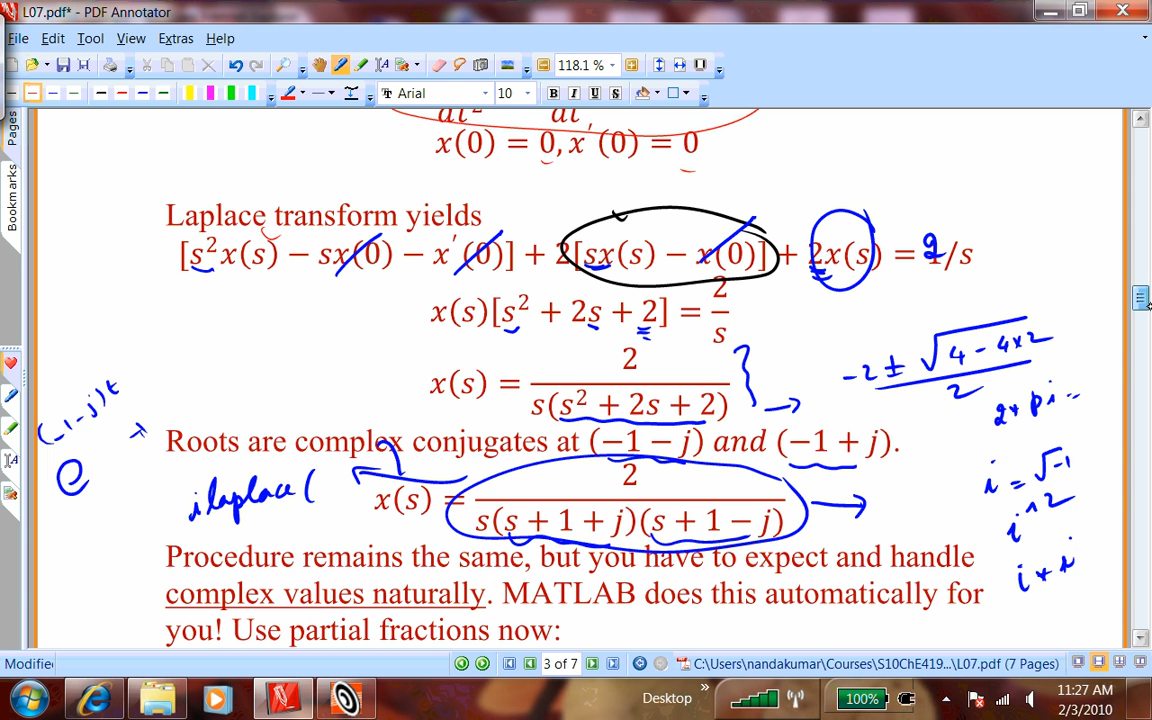 L07.pdf* - PDF Annotator
File Edit Tool View Extras Help
118.1 %
Arial 10 B I U S
Pages
Bookmarks
x(0) = 0, x′(0) = 0
Laplace transform yields
[s²x(s) − sx(0) − x′(0)] + 2[sx(s) − x(0)] + 2x(s) = 2/s
x(s)[s² + 2s + 2] = 2/s
x(s) = 2/(s(s² + 2s + 2))
-2 ± √(4 - 4*2) / 2
2 * pi
e^(-1-j)t
Roots are complex conjugates at (−1 − j) and (−1 + j).
i = √-1
i^2
i * i
ilaplace(
x(s) = 2/(s(s + 1 + j)(s + 1 − j))
Procedure remains the same, but you have to expect and handle
complex values naturally. MATLAB does this automatically for
you! Use partial fractions now:
Modified
3 of 7
C:\Users\nandakumar\Courses\S10ChE419...\L07.pdf (7 Pages)
Desktop »
100%
11:27 AM
2/3/2010